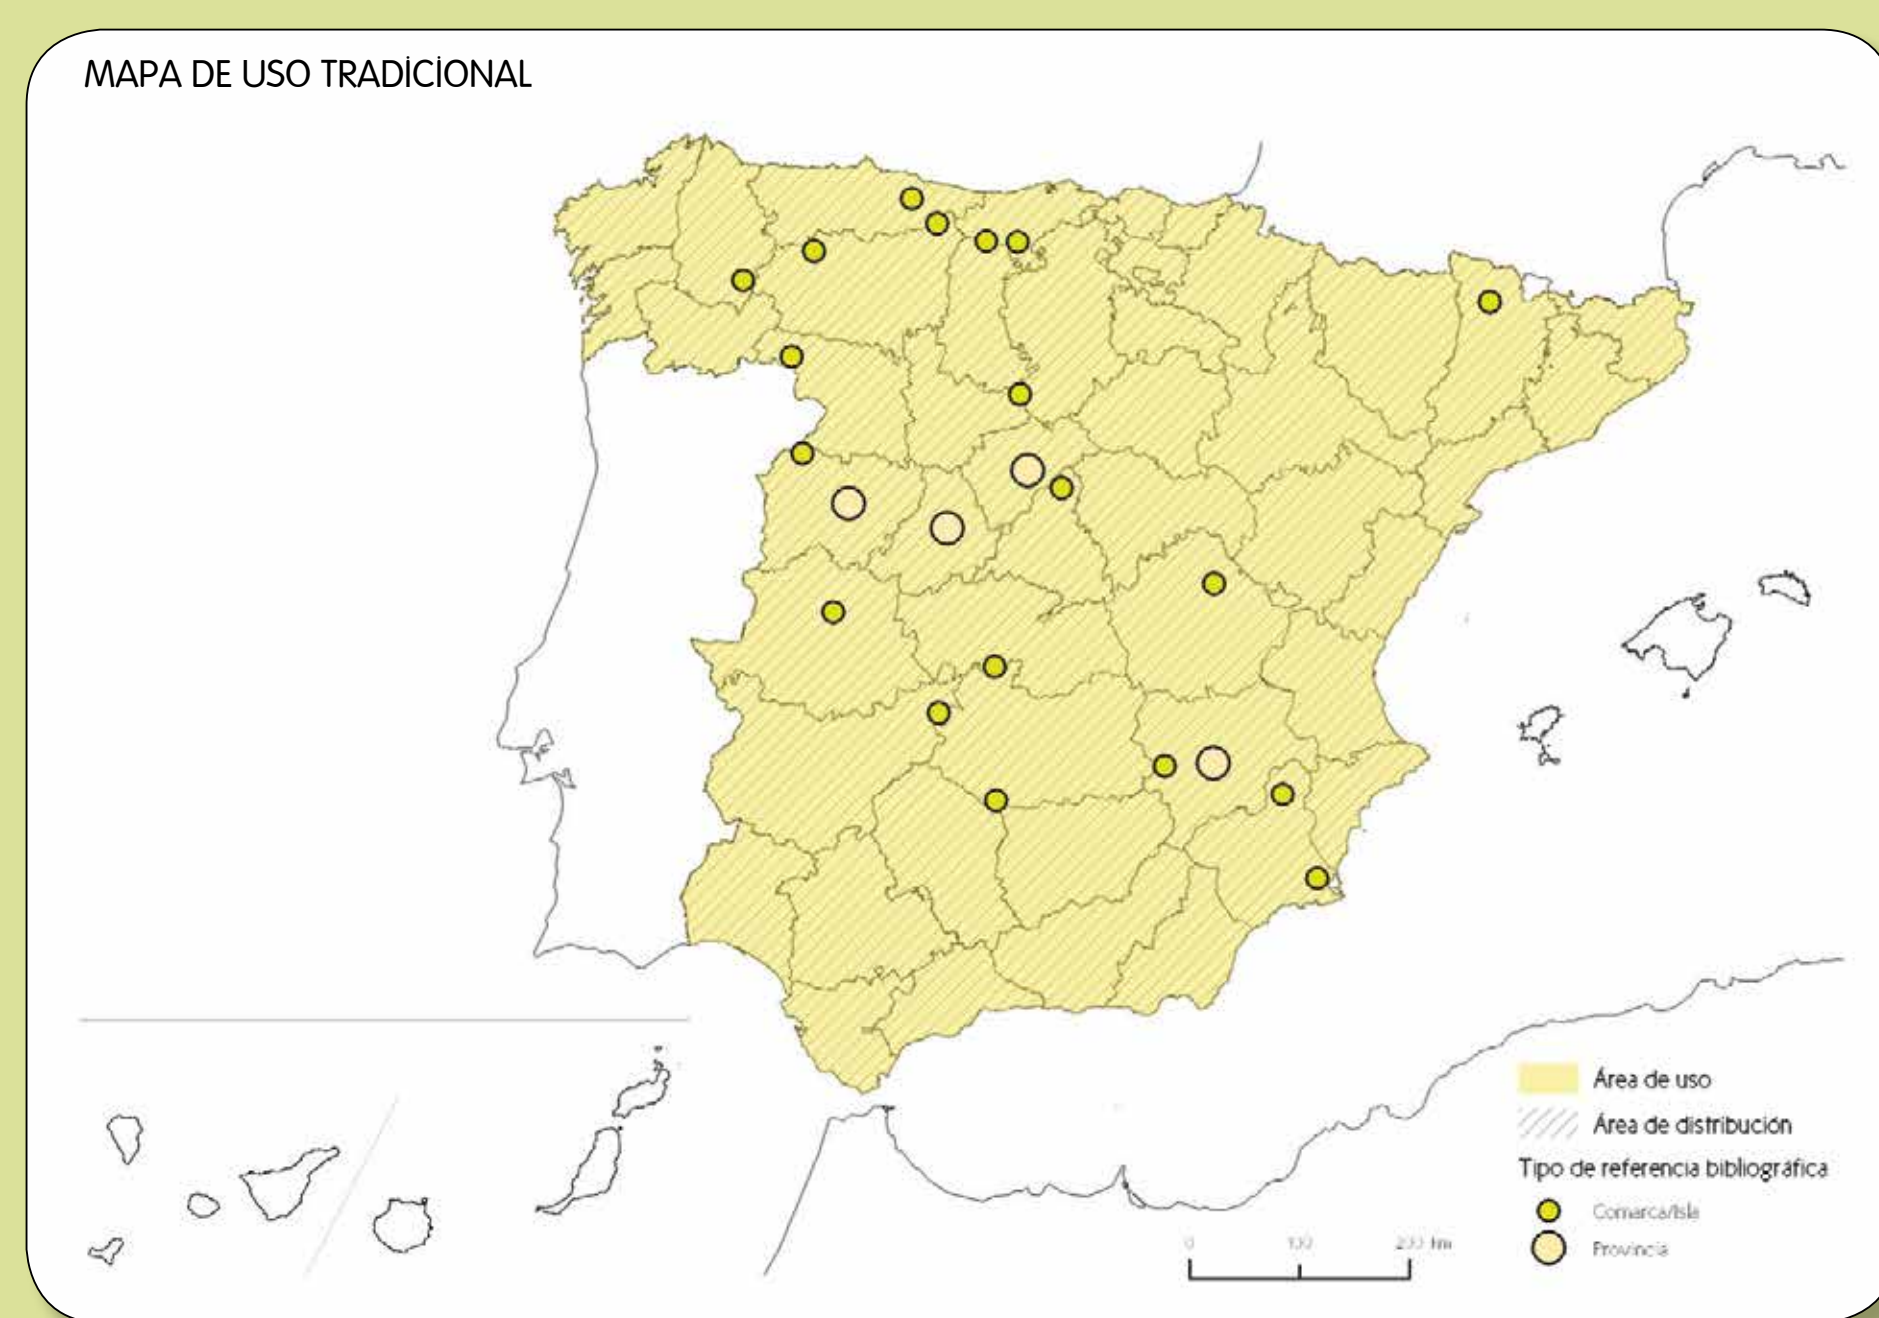 MAPA DE USO TRADICIONAL
Área de uso
Área de distribución
Tipo de referencia bibliográfica
Comarca/Isla
Provincia
0 100 200 km